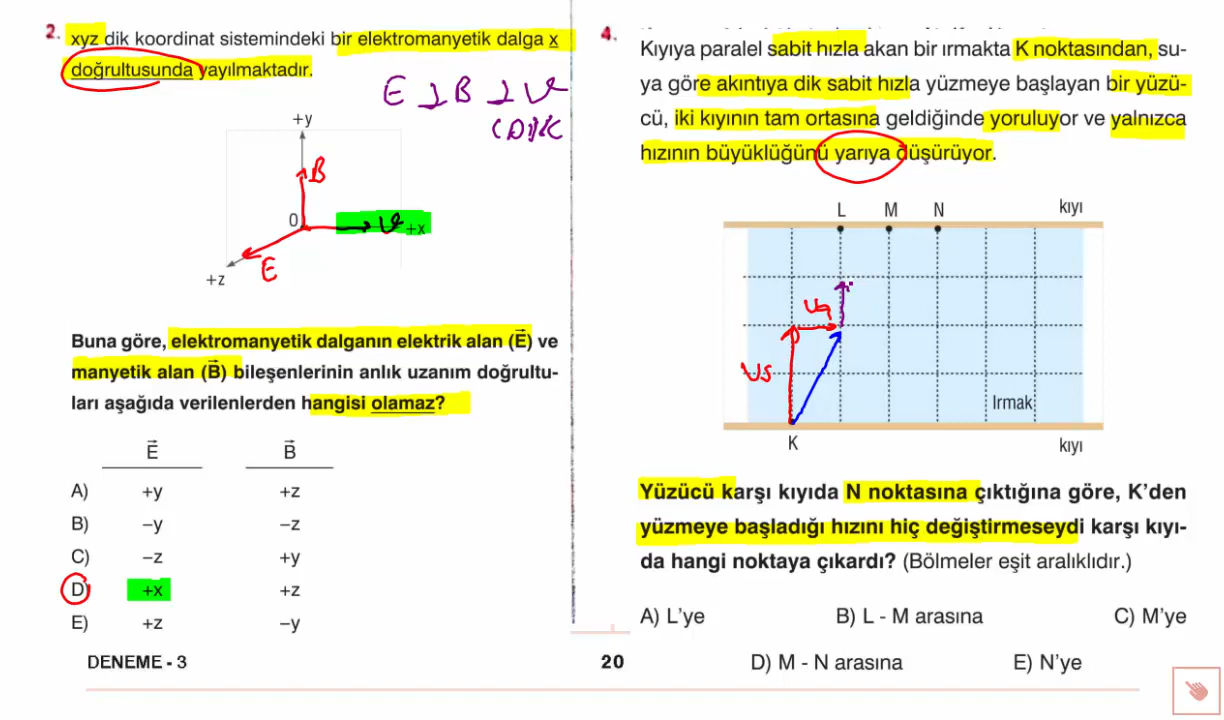 2. xyz dik koordinat sistemindeki bir elektromanyetik dalga x
doğrultusunda yayılmaktadır.
+y
B
O
+x
E
+z
Buna göre, elektromanyetik dalganın elektrik alan (E⃗) ve
manyetik alan (B⃗) bileşenlerinin anlık uzanım doğrultu-
ları aşağıda verilenlerden hangisi olamaz?
E⃗ B⃗
A) +y +z
B) −y −z
C) −z +y
D) +x +z
E) +z −y
DENEME - 3
4.
Kıyıya paralel sabit hızla akan bir ırmakta K noktasından, su-
ya göre akıntıya dik sabit hızla yüzmeye başlayan bir yüzü-
cü, iki kıyının tam ortasına geldiğinde yoruluyor ve yalnızca
hızının büyüklüğünü yarıya düşürüyor.
L M N kıyı
Irmak
K kıyı
Yüzücü karşı kıyıda N noktasına çıktığına göre, K'den
yüzmeye başladığı hızını hiç değiştirmeseydi karşı kıyı-
da hangi noktaya çıkardı? (Bölmeler eşit aralıklıdır.)
A) L'ye B) L - M arasına C) M'ye
D) M - N arasına E) N'ye
20